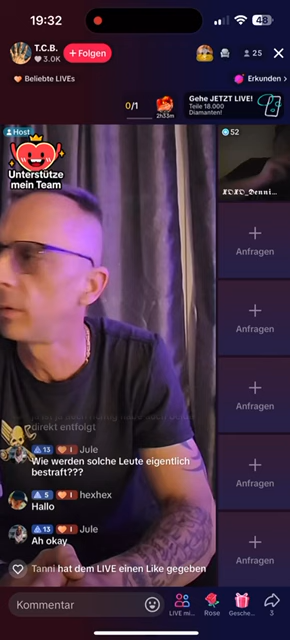 19:32
48
T.C.B.
3.0K
+ Folgen
25
Beliebte LIVEs
Erkunden >
0/1
2h33m
Gehe JETZT LIVE!
Teile 18.000
Diamanten!
Host
Unterstütze
mein Team
52
Anfragen
Anfragen
Anfragen
Anfragen
Anfragen
direkt entfolgt
13 I Jule
Wie werden solche Leute eigentlich
bestraft???
5 I hexhex
Hallo
13 I Jule
Ah okay
Tanni hat dem LIVE einen Like gegeben
Kommentar
LIVE mi...
Rose
Gesche...
3